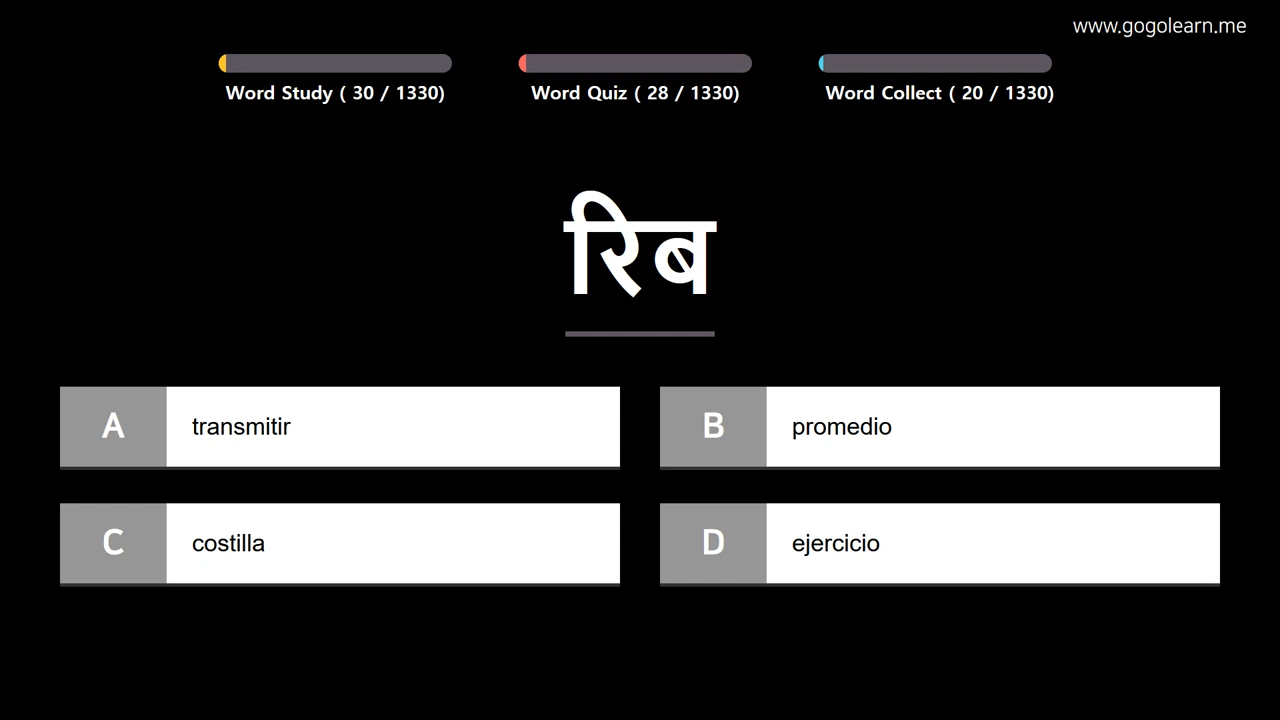 www.gogolearn.me
Word Study ( 30 / 1330)
Word Quiz ( 28 / 1330)
Word Collect ( 20 / 1330)
रिब
A transmitir
B promedio
C costilla
D ejercicio